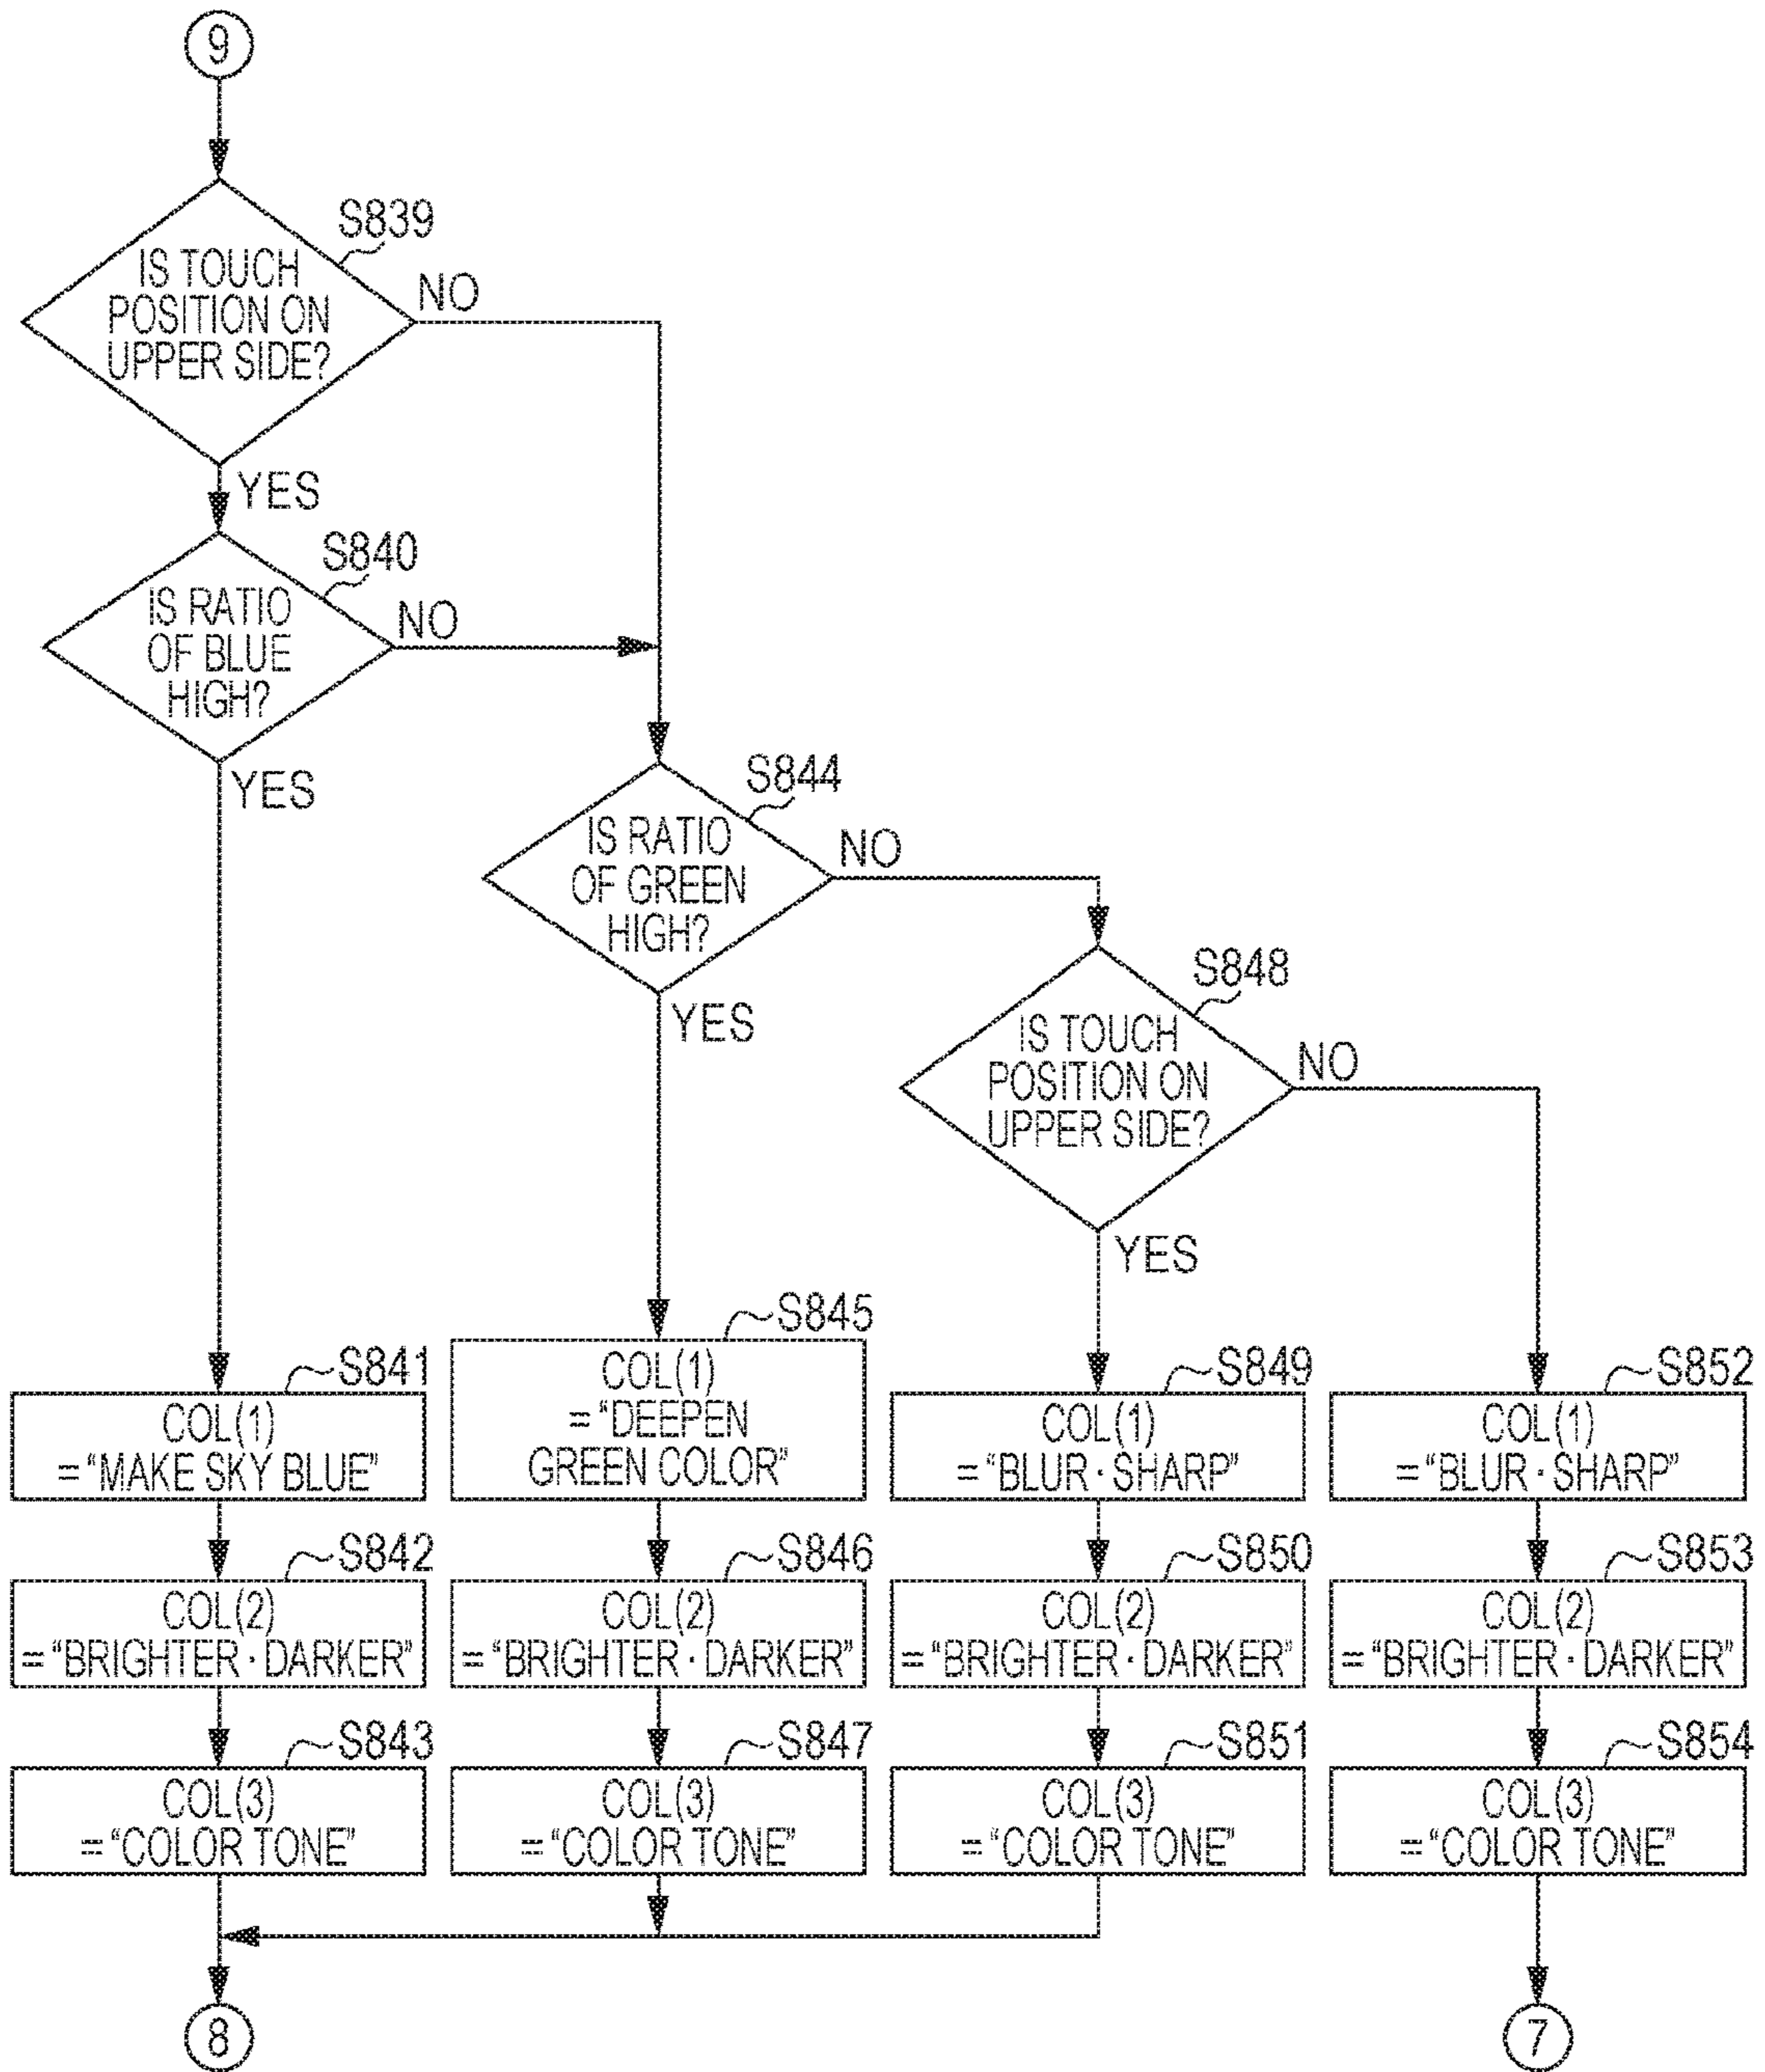 9
S839
IS TOUCH
POSITION ON
UPPER SIDE?
NO
YES
S840
IS RATIO
OF BLUE
HIGH?
NO
YES
S844
IS RATIO
OF GREEN
HIGH?
NO
YES
S848
IS TOUCH
POSITION ON
UPPER SIDE?
NO
YES
S841
COL(1)
= “MAKE SKY BLUE”
S842
COL(2)
= “BRIGHTER · DARKER”
S843
COL(3)
= “COLOR TONE”
S845
COL(1)
= “DEEPEN
GREEN COLOR”
S846
COL(2)
= “BRIGHTER · DARKER”
S847
COL(3)
= “COLOR TONE”
S849
COL(1)
= “BLUR · SHARP”
S850
COL(2)
= “BRIGHTER · DARKER”
S851
COL(3)
= “COLOR TONE”
S852
COL(1)
= “BLUR · SHARP”
S853
COL(2)
= “BRIGHTER · DARKER”
S854
COL(3)
= “COLOR TONE”
8
7